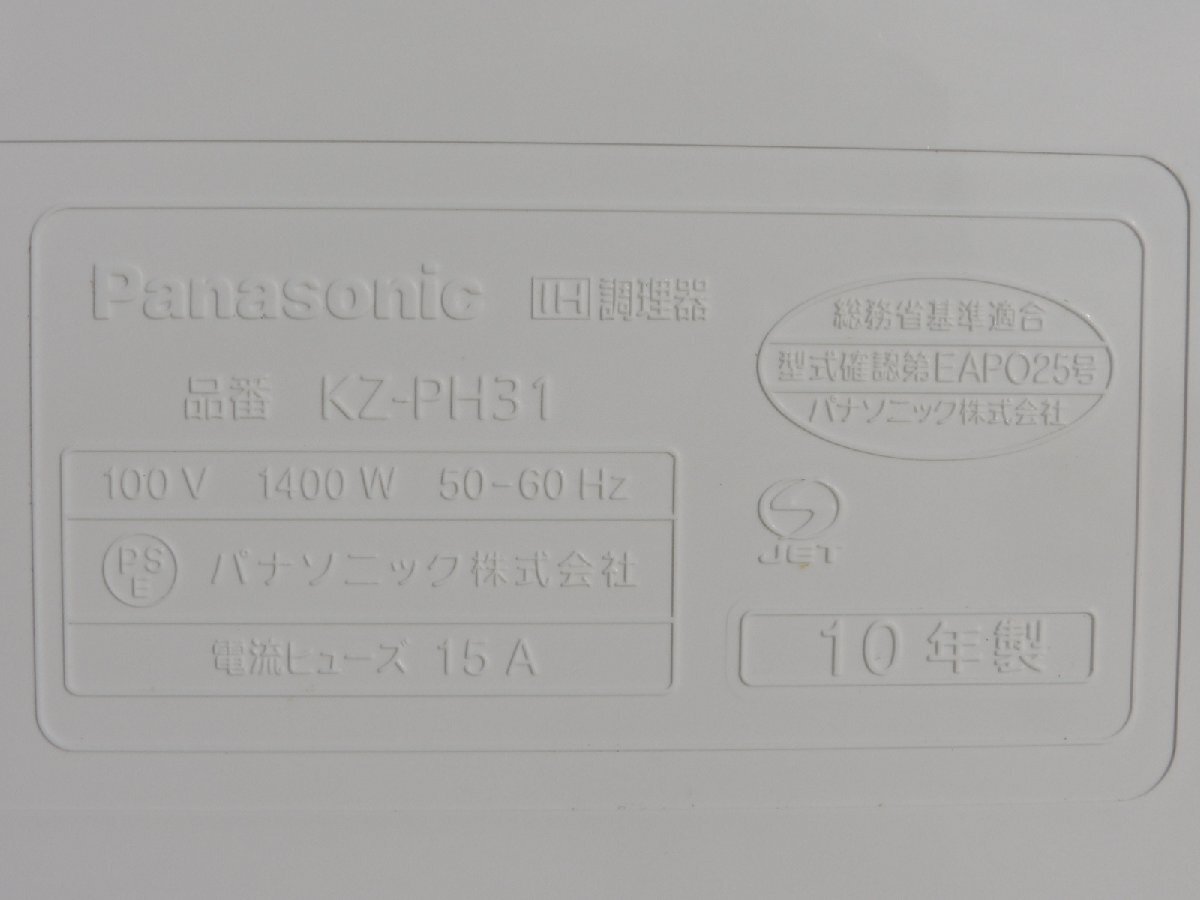 Panasonic IH調理器
品番 KZ-PH31
100 V 1400 W 50-60 Hz
PS E パナソニック株式会社
電流ヒューズ 15 A
総務省基準適合
型式確認第EAP025号
パナソニック株式会社
S JET
10 年製